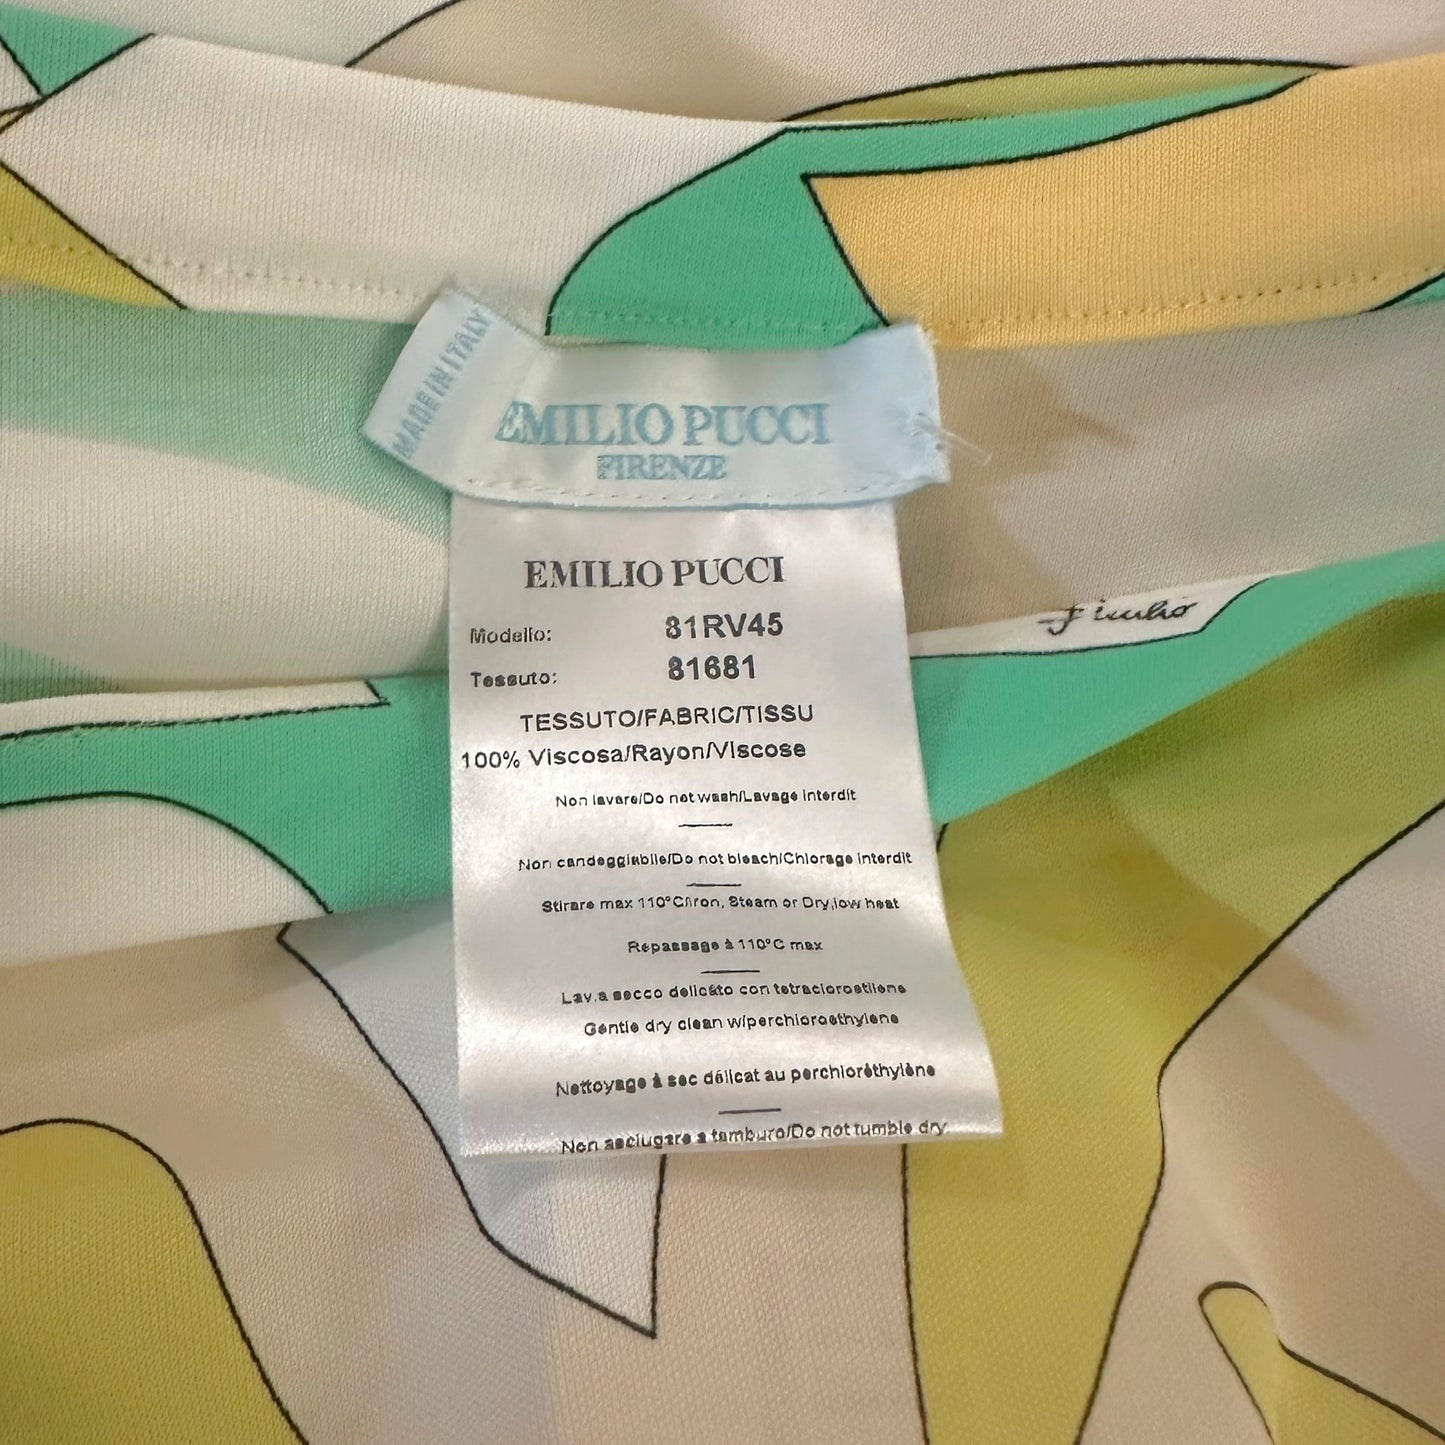 MADE IN ITALY
EMILIO PUCCI
FIRENZE
EMILIO PUCCI
Modello: 81RV45
Tessuto: 81681
TESSUTO/FABRIC/TISSU
100% Viscosa/Rayon/Viscose
Non lavare/Do not wash/Lavage interdit
Non candeggiabile/Do not bleach/Chlorage interdit
Stirare max 110°C/Iron, Steam or Dry,low heat
Repassage à 110°C max
Lav.a secco delicato con tetracloroetilene
Gentle dry clean w/perchloroethylene
Nettoyage à sec délicat au perchloréthylène
Non asciugare a tamburo/Do not tumble dry
Emilio